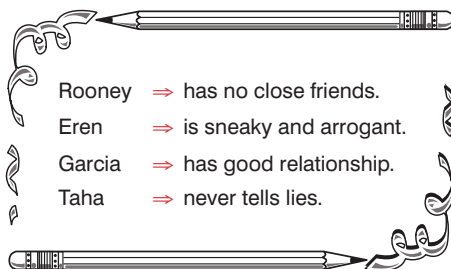 Rooney ⇒ has no close friends.
Eren ⇒ is sneaky and arrogant.
Garcia ⇒ has good relationship.
Taha ⇒ never tells lies.